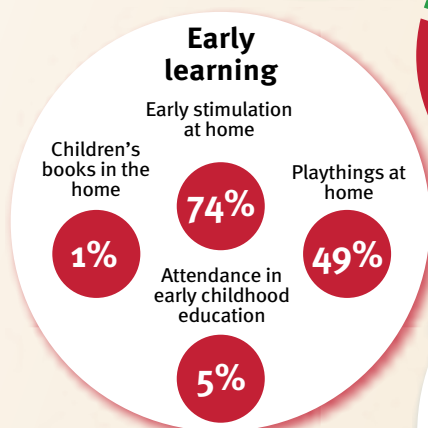 Early
learning
Early stimulation
at home
74%
Children's
books in the
home
1%
Playthings at
home
49%
Attendance in
early childhood
education
5%